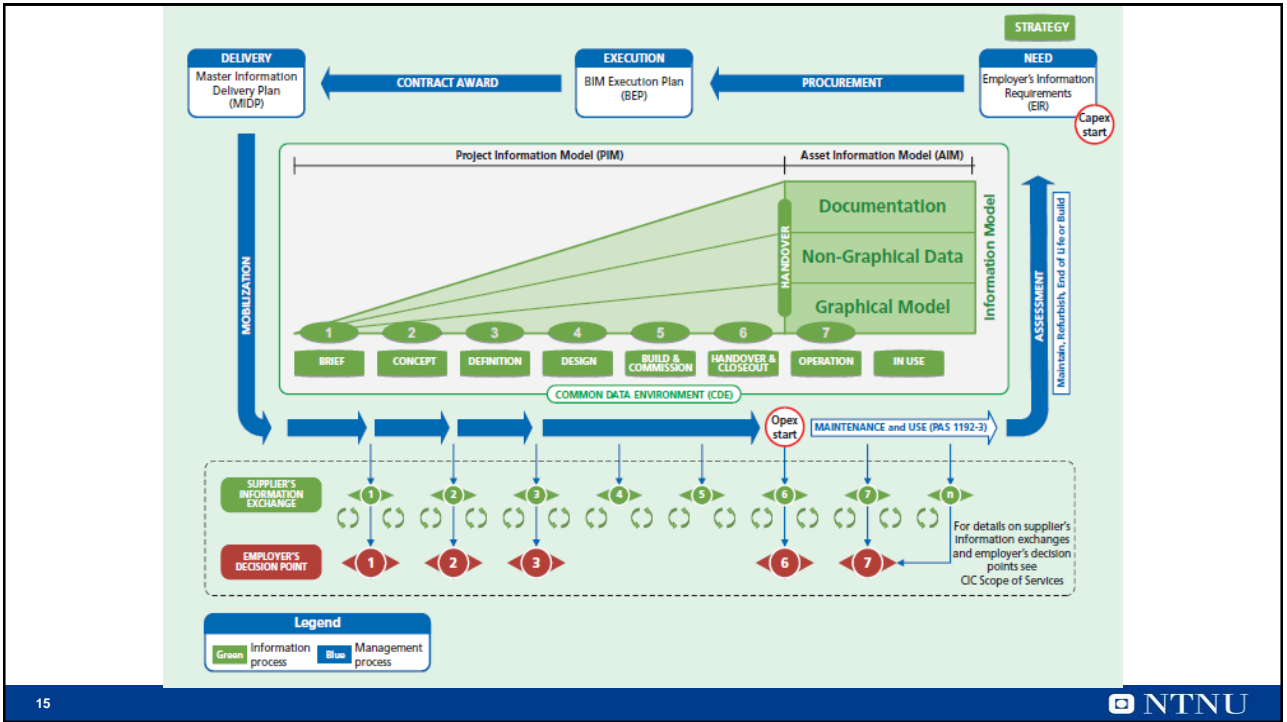 STRATEGY
DELIVERY
Master Information
Delivery Plan
(MIDP)
CONTRACT AWARD
EXECUTION
BIM Execution Plan
(BEP)
PROCUREMENT
NEED
Employer's Information
Requirements
(EIR)
Capex
start
Project Information Model (PIM)
Asset Information Model (AIM)
MOBILIZATION
HANDOVER
Documentation
Non-Graphical Data
Graphical Model
Information Model
ASSESSMENT
Maintain, Refurbish, End of Life or Build
1 2 3 4 5 6 7
BRIEF
CONCEPT
DEFINITION
DESIGN
BUILD &
COMMISSION
HANDOVER &
CLOSEOUT
OPERATION
IN USE
COMMON DATA ENVIRONMENT (CDE)
Opex
start
MAINTENANCE and USE (PAS 1192-3)
SUPPLIER'S
INFORMATION
EXCHANGE
1 2 3 4 5 6 7 n
For details on supplier's
information exchanges
and employer's decision
points see
CIC Scope of Services
EMPLOYER'S
DECISION POINT
1 2 3 6 7
Legend
Green
Information
process
Blue
Management
process
15
NTNU